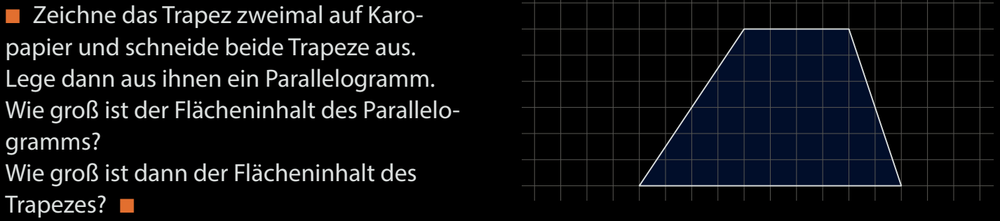 ■ Zeichne das Trapez zweimal auf Karo-
papier und schneide beide Trapeze aus.
Lege dann aus ihnen ein Parallelogramm.
Wie groß ist der Flächeninhalt des Parallelo-
gramms?
Wie groß ist dann der Flächeninhalt des
Trapezes? ■